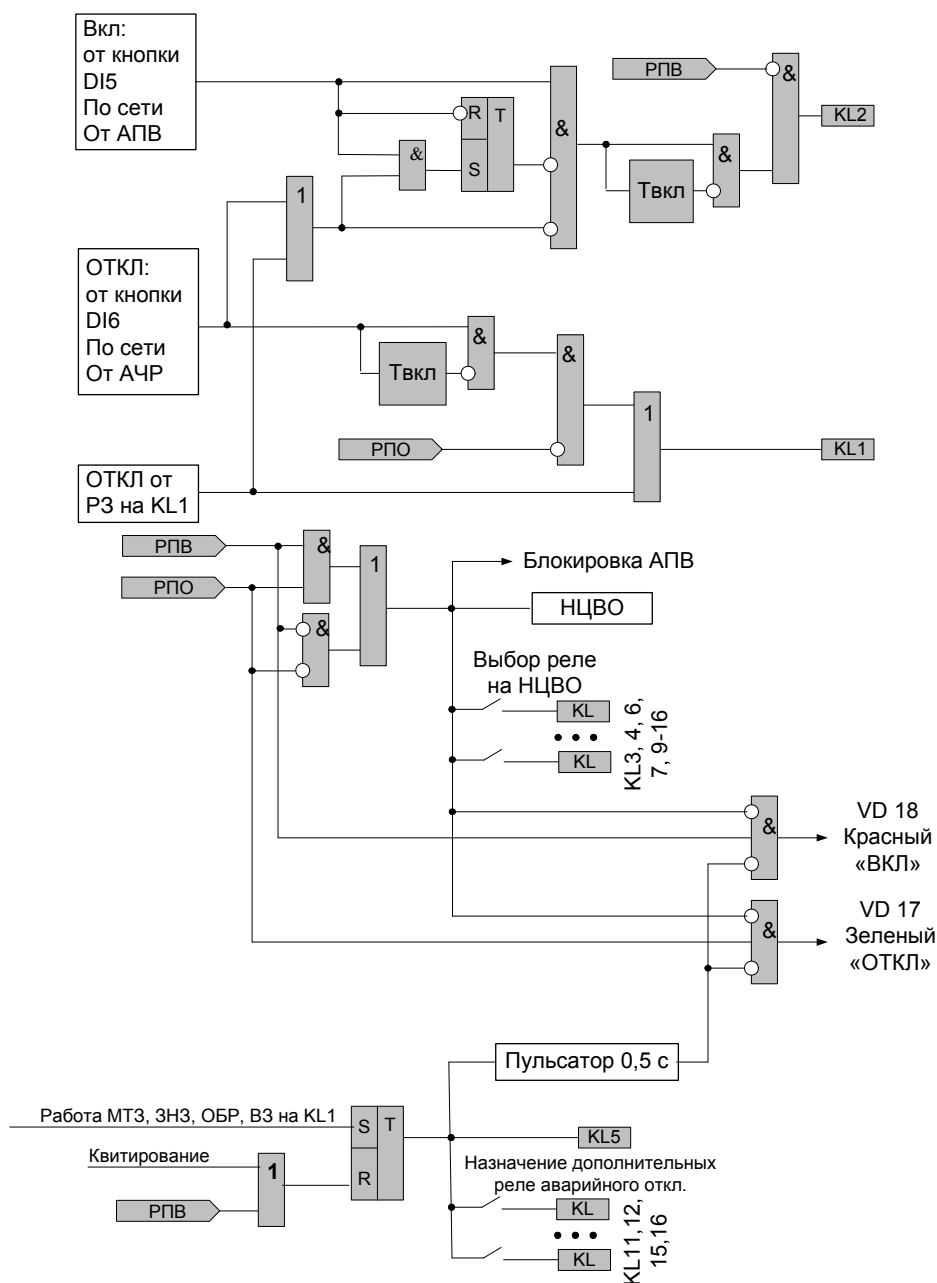 Вкл:
от кнопки
DI5
По сети
От АПВ
РПВ
&
KL2
R
T
&
&
S
&
Твкл
1
ОТКЛ:
от кнопки
DI6
По сети
От АЧР
&
Твкл
&
1
РПО
KL1
ОТКЛ от
РЗ на KL1
РПВ
&
1
РПО
&
Блокировка АПВ
НЦВО
Выбор реле
на НЦВО
KL
• • •
KL
KL3, 4, 6,
7, 9-16
&
VD 18
Красный
«ВКЛ»
&
VD 17
Зеленый
«ОТКЛ»
Пульсатор 0,5 с
Работа МТЗ, ЗНЗ, ОБР, ВЗ на KL1
S
T
R
Квитирование
1
РПВ
KL5
Назначение дополнительных
реле аварийного откл.
KL
• • •
KL
KL11,12,
15,16